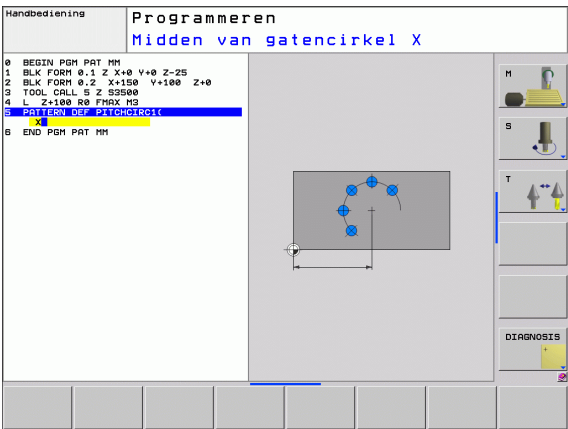 Handbediening
Programmeren
Midden van gatencirkel X
0 BEGIN PGM PAT MM
1 BLK FORM 0.1 Z X+0 Y+0 Z-25
2 BLK FORM 0.2 X+150 Y+100 Z+0
3 TOOL CALL 5 Z S3500
4 L Z+100 R0 FMAX M3
5 PATTERN DEF PITCHCIRC1(
X
6 END PGM PAT MM
M
S
T
DIAGNOSIS